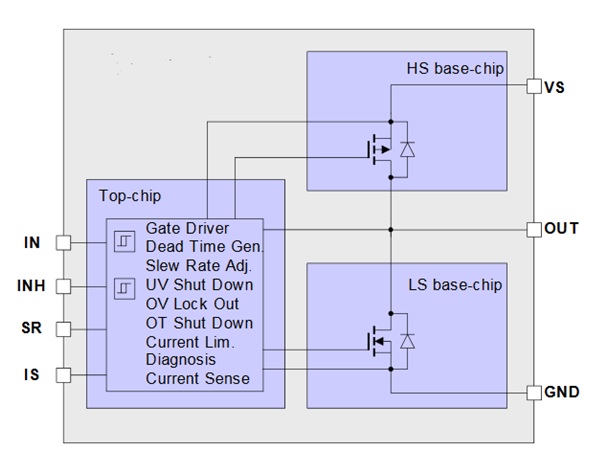 HS base-chip
VS
Top-chip
Gate Driver
IN
Dead Time Gen.
OUT
Slew Rate Adj.
INH
UV Shut Down
LS base-chip
OV Lock Out
SR
OT Shut Down
Current Lim.
Diagnosis
IS
Current Sense
GND